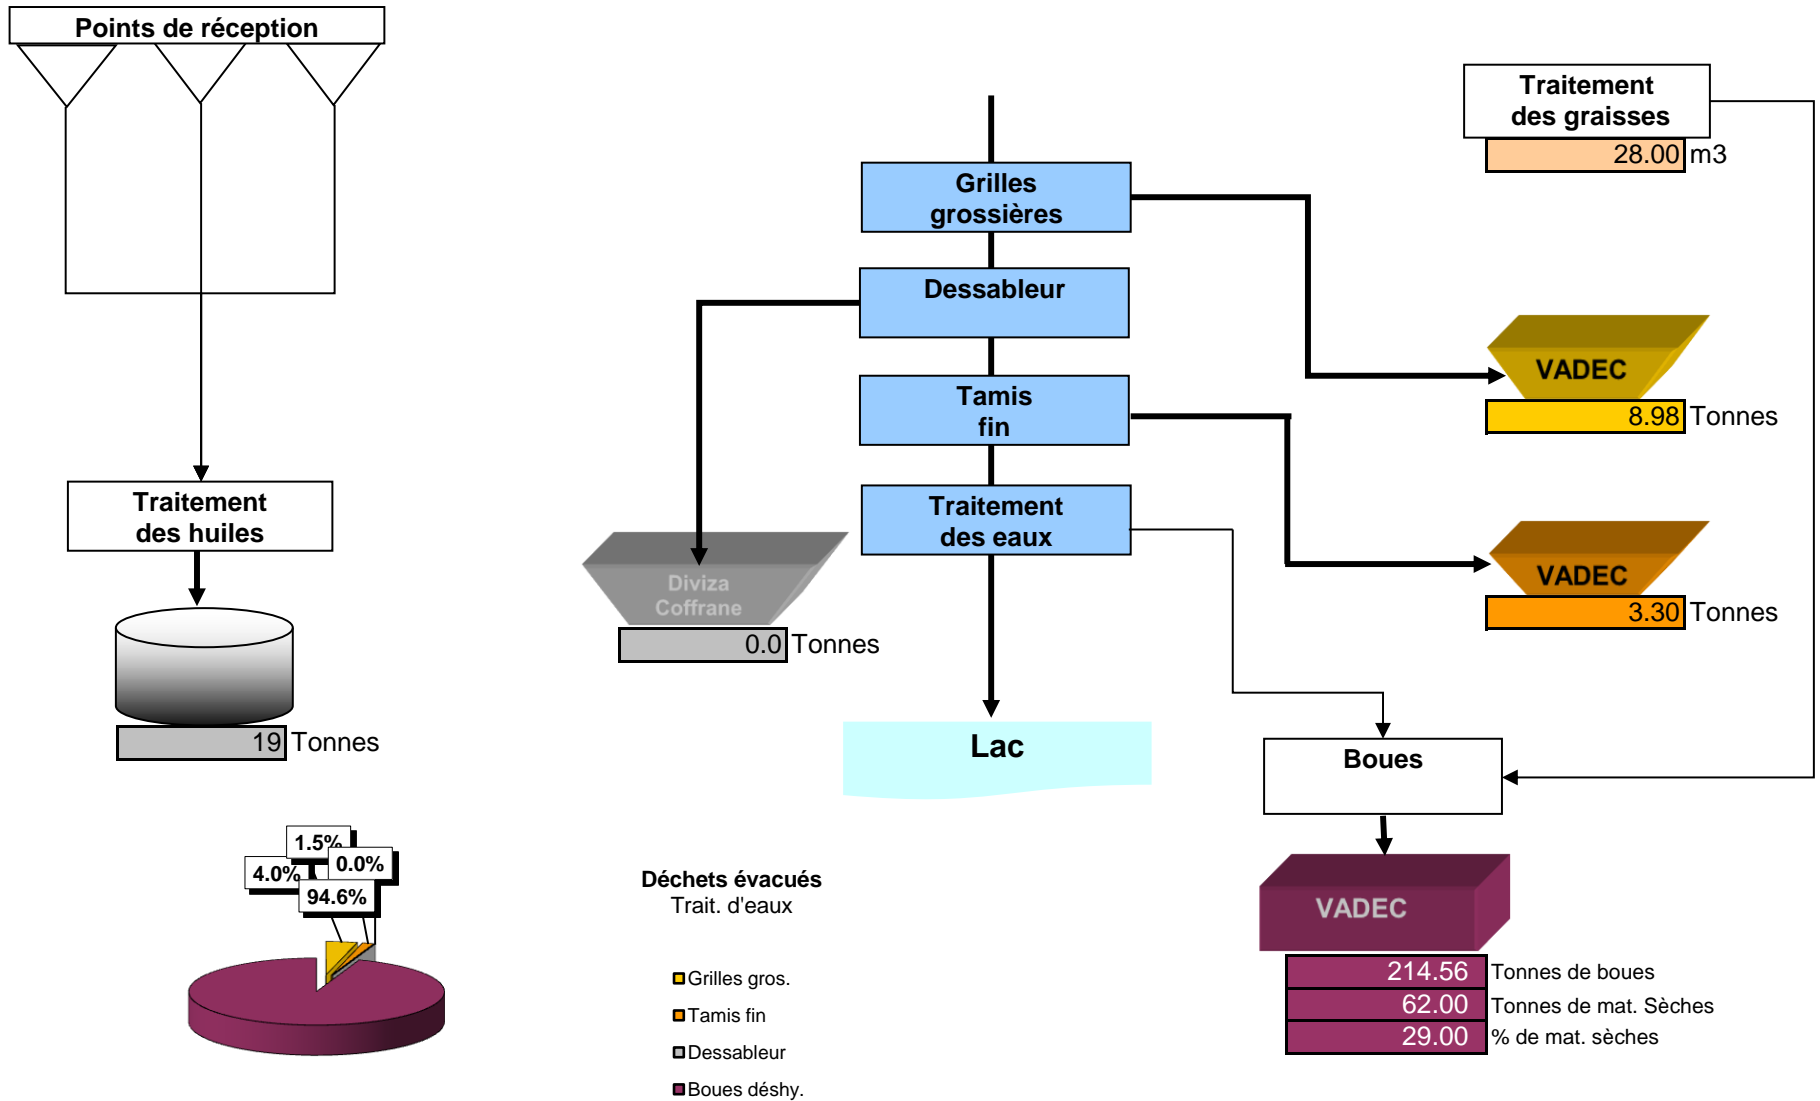 Points de réception
Traitement
des graisses
28.00 m3
Grilles
grossières
Dessableur
VADEC
8.98 Tonnes
Tamis
fin
Traitement
des huiles
Traitement
des eaux
Diviza
Coffrane
0.0 Tonnes
VADEC
3.30 Tonnes
19 Tonnes
Lac
Boues
1.5%
0.0%
4.0%
94.6%
Déchets évacués
Trait. d'eaux
Grilles gros.
Tamis fin
Dessableur
Boues déshy.
VADEC
214.56 Tonnes de boues
62.00 Tonnes de mat. Sèches
29.00 % de mat. sèches